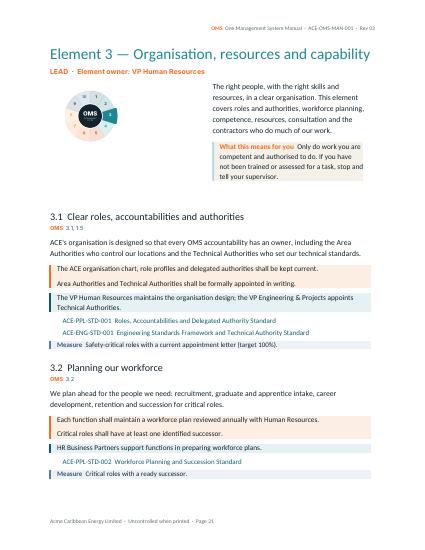 OMS One Management System Manual · ACE-OMS-MAN-001 · Rev 03
Element 3 — Organisation, resources and capability
LEAD · Element owner: VP Human Resources
OMS
The right people, with the right skills and
resources, in a clear organisation. This element
covers roles and authorities, workforce planning,
competence, resources, consultation and the
contractors who do much of our work.
What this means for you Only do work you are
competent and authorised to do. If you have
not been trained or assessed for a task, stop and
tell your supervisor.
3.1 Clear roles, accountabilities and authorities
OMS 3.1, 1.5
ACE's organisation is designed so that every OMS accountability has an owner, including the Area
Authorities who control our locations and the Technical Authorities who set our technical standards.
The ACE organisation chart, role profiles and delegated authorities shall be kept current.
Area Authorities and Technical Authorities shall be formally appointed in writing.
The VP Human Resources maintains the organisation design; the VP Engineering & Projects appoints
Technical Authorities.
ACE-PPL-STD-001 Roles, Accountabilities and Delegated Authority Standard
ACE-ENG-STD-001 Engineering Standards Framework and Technical Authority Standard
Measure Safety-critical roles with a current appointment letter (target 100%).
3.2 Planning our workforce
OMS 3.2
We plan ahead for the people we need: recruitment, graduate and apprentice intake, career
development, retention and succession for critical roles.
Each function shall maintain a workforce plan reviewed annually with Human Resources.
Critical roles shall have at least one identified successor.
HR Business Partners support functions in preparing workforce plans.
ACE-PPL-STD-002 Workforce Planning and Succession Standard
Measure Critical roles with a ready successor.
Acme Caribbean Energy Limited · Uncontrolled when printed · Page 21